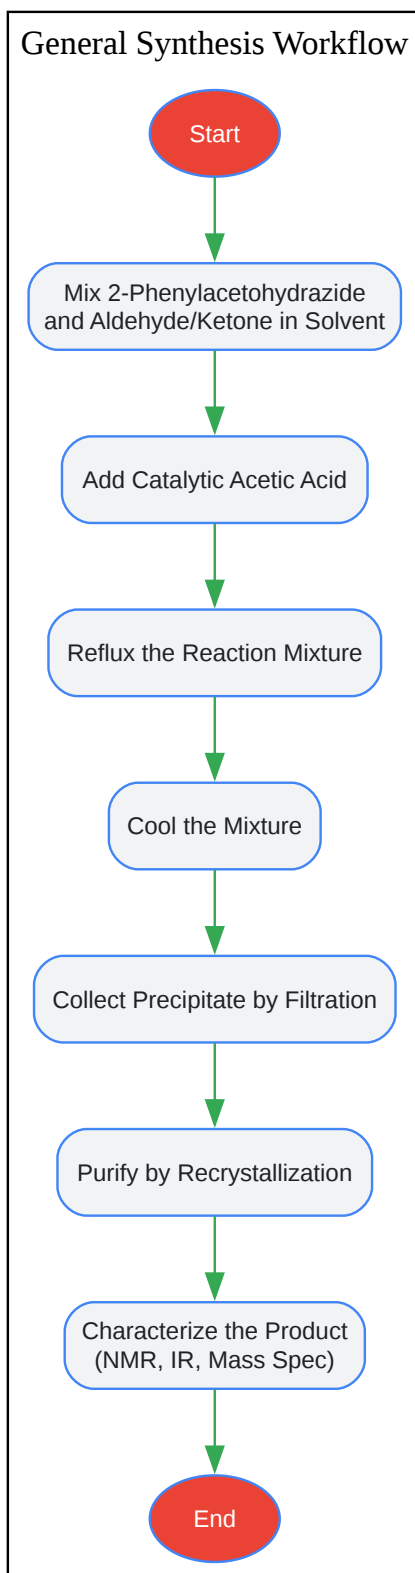 General Synthesis Workflow
Start
Mix 2-Phenylacetohydrazide
and Aldehyde/Ketone in Solvent
Add Catalytic Acetic Acid
Reflux the Reaction Mixture
Cool the Mixture
Collect Precipitate by Filtration
Purify by Recrystallization
Characterize the Product
(NMR, IR, Mass Spec)
End